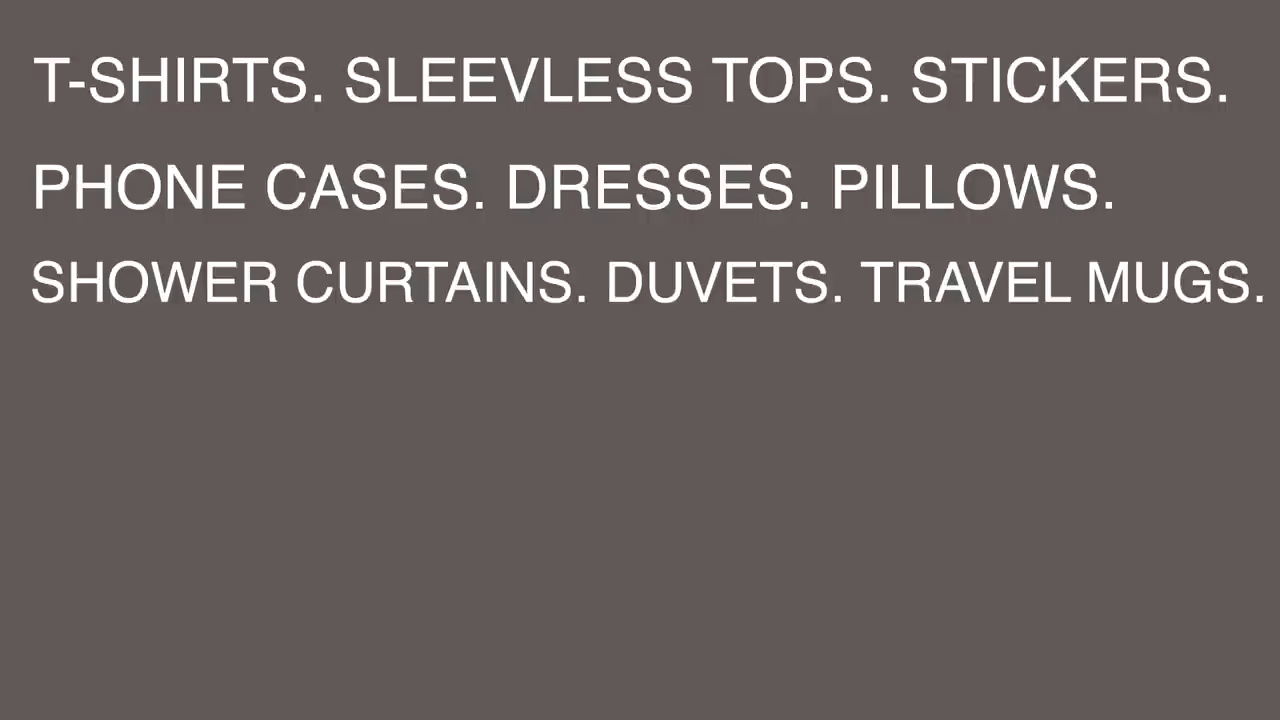 T-SHIRTS. SLEEVLESS TOPS. STICKERS.
PHONE CASES. DRESSES. PILLOWS.
SHOWER CURTAINS. DUVETS. TRAVEL MUGS.